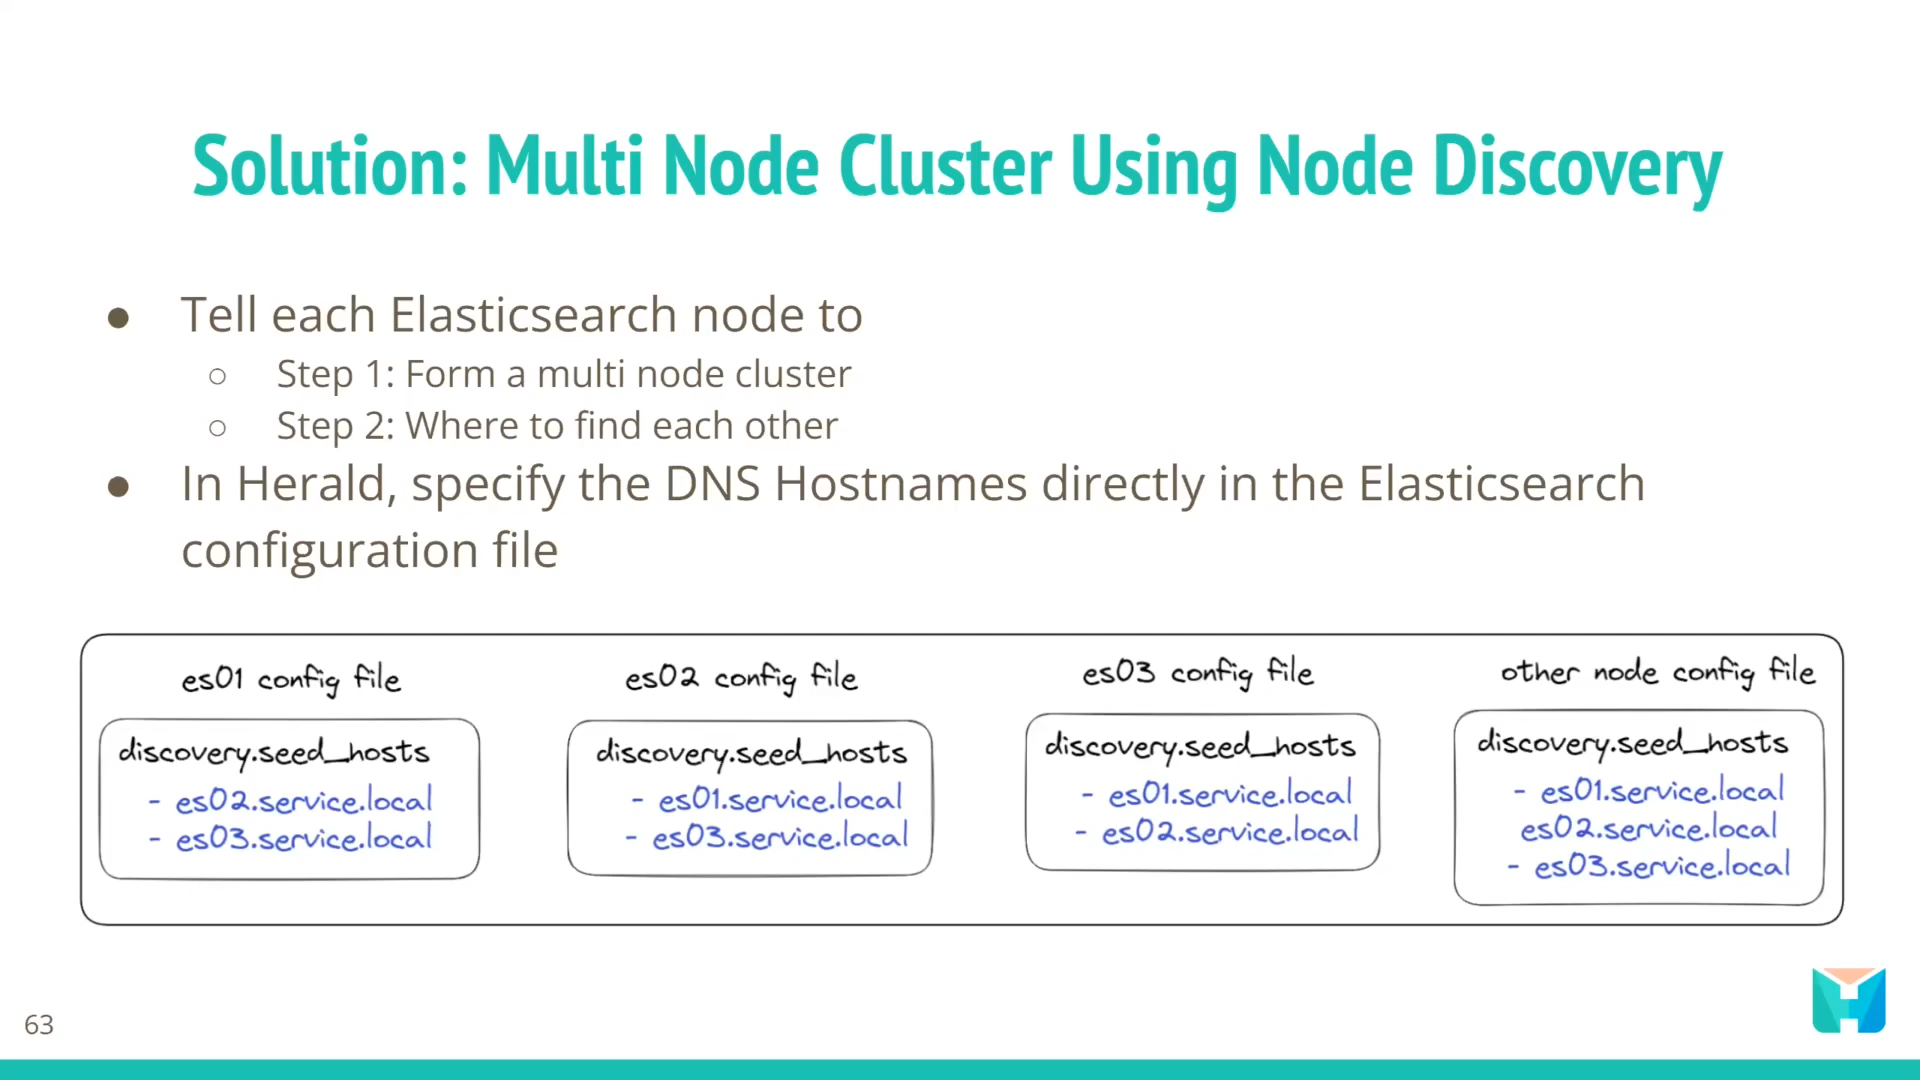 Solution: Multi Node Cluster Using Node Discovery
● Tell each Elasticsearch node to
○ Step 1: Form a multi node cluster
○ Step 2: Where to find each other
● In Herald, specify the DNS Hostnames directly in the Elasticsearch
configuration file
es01 config file
discovery.seed_hosts
- es02.service.local
- es03.service.local
es02 config file
discovery.seed_hosts
- es01.service.local
- es03.service.local
es03 config file
discovery.seed_hosts
- es01.service.local
- es02.service.local
other node config file
discovery.seed_hosts
- es01.service.local
es02.service.local
- es03.service.local
63